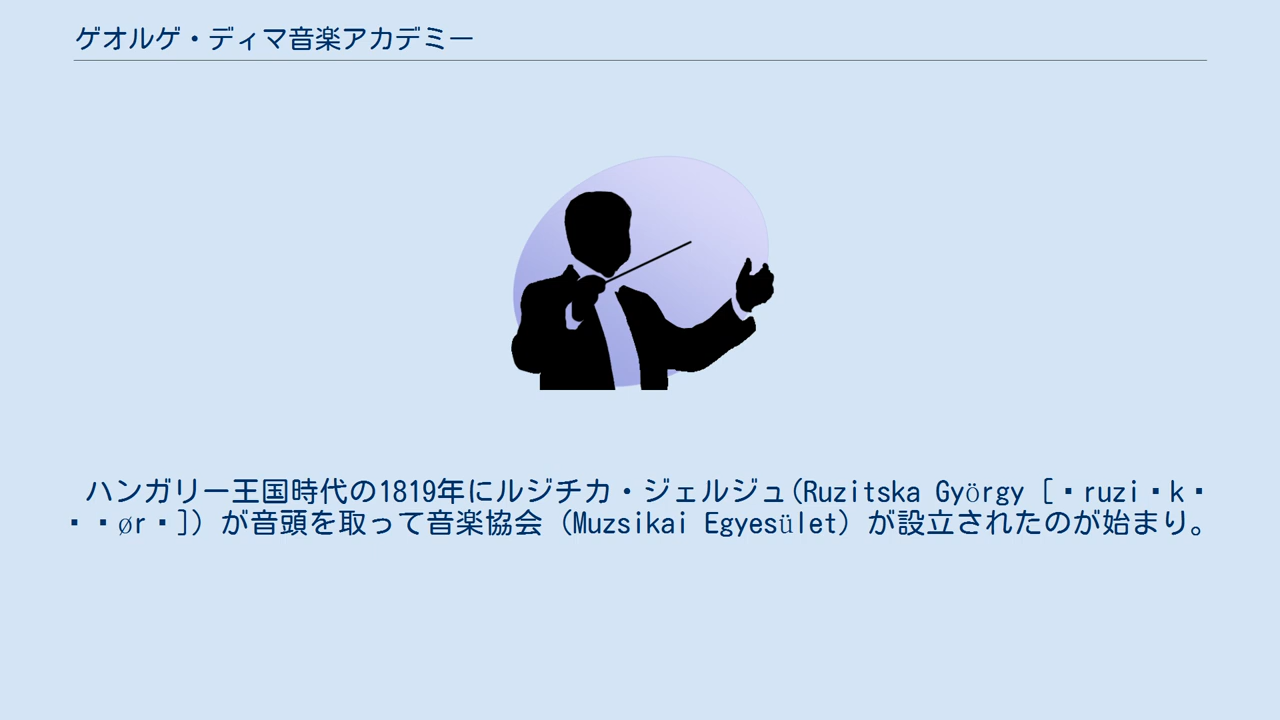 ゲオルゲ・ディマ音楽アカデミー
ハンガリー王国時代の1819年にルジチカ・ジェルジュ(Ruzitska György [・ruzi・k・
・・ør・]) が音頭を取って音楽協会 (Muzsikai Egyesület) が設立されたのが始まり。